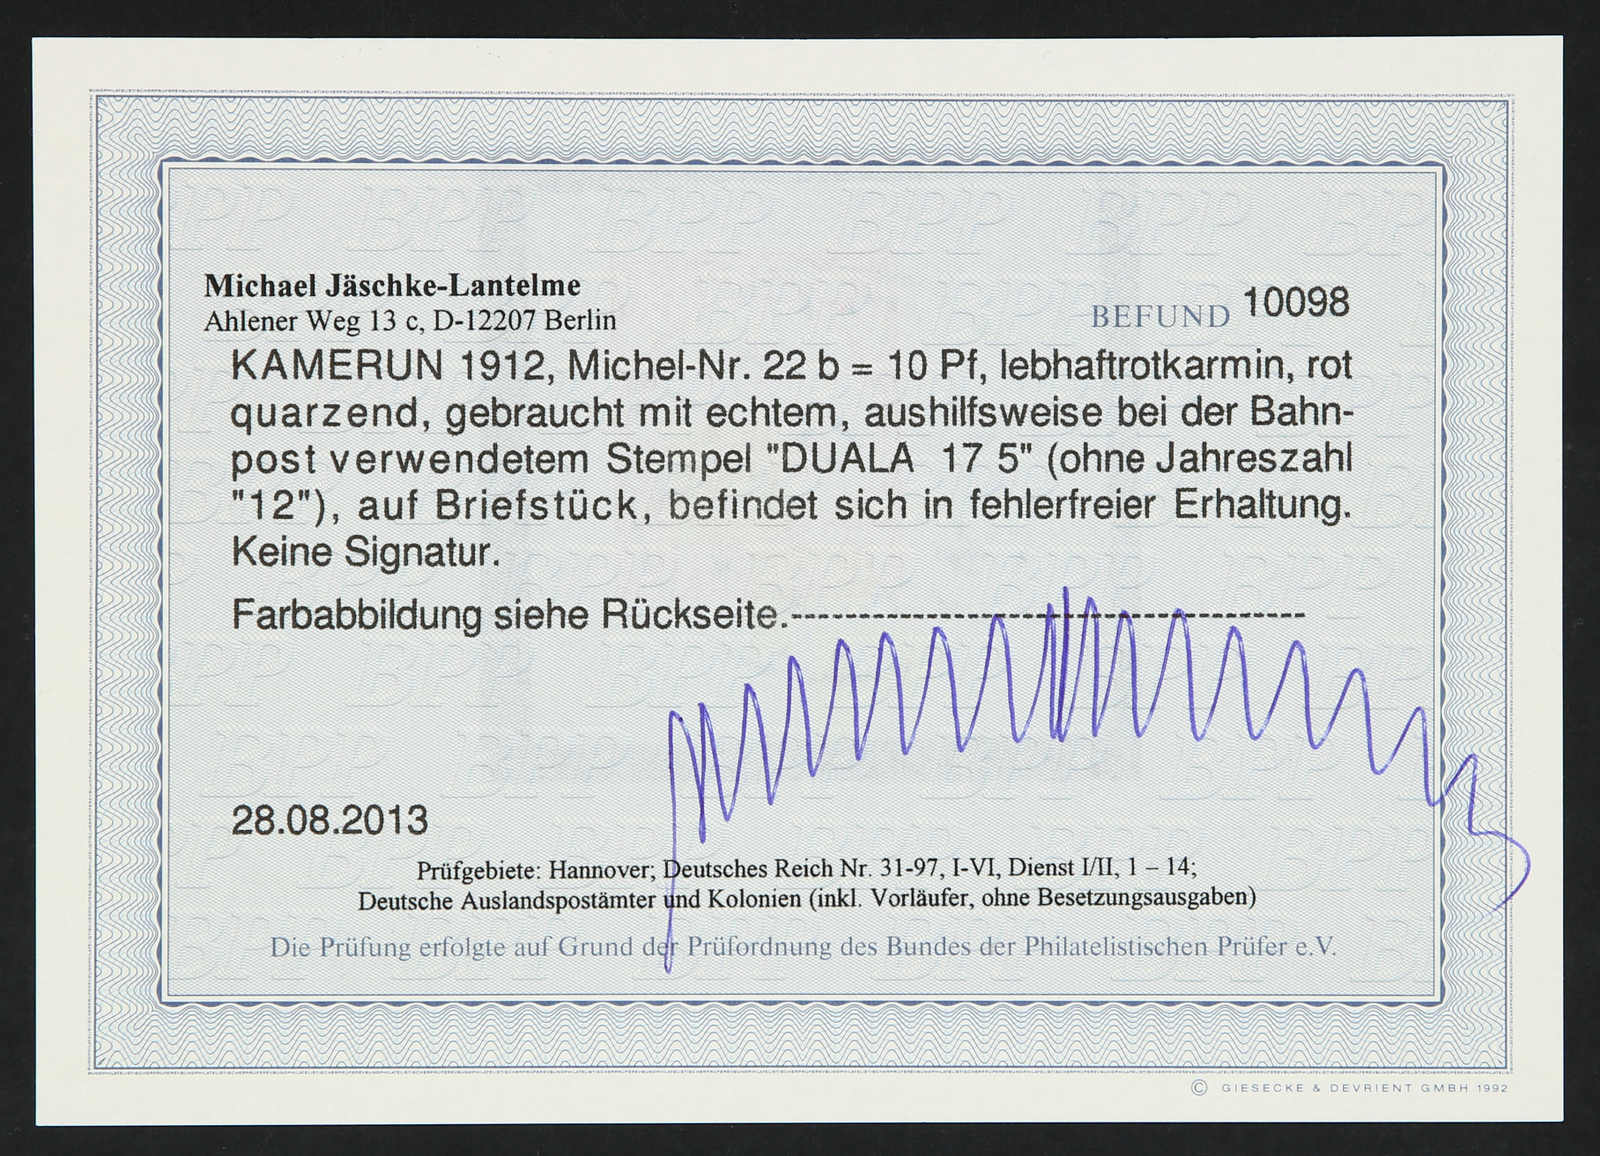 Michael Jäschke-Lantelme
Ahlener Weg 13 c, D-12207 Berlin
BEFUND 10098
KAMERUN 1912, Michel-Nr. 22 b = 10 Pf, lebhaftrotkarmin, rot
quarzend, gebraucht mit echtem, aushilfsweise bei der Bahn-
post verwendetem Stempel "DUALA 17 5" (ohne Jahreszahl
"12"), auf Briefstück, befindet sich in fehlerfreier Erhaltung.
Keine Signatur.
Farbabbildung siehe Rückseite.---------------------------------------
28.08.2013
Prüfgebiete: Hannover; Deutsches Reich Nr. 31-97, I-VI, Dienst I/II, 1 – 14;
Deutsche Auslandspostämter und Kolonien (inkl. Vorläufer, ohne Besetzungsausgaben)
Die Prüfung erfolgte auf Grund der Prüfordnung des Bundes der Philatelistischen Prüfer e.V.
© GIESECKE & DEVRIENT GMBH 1992